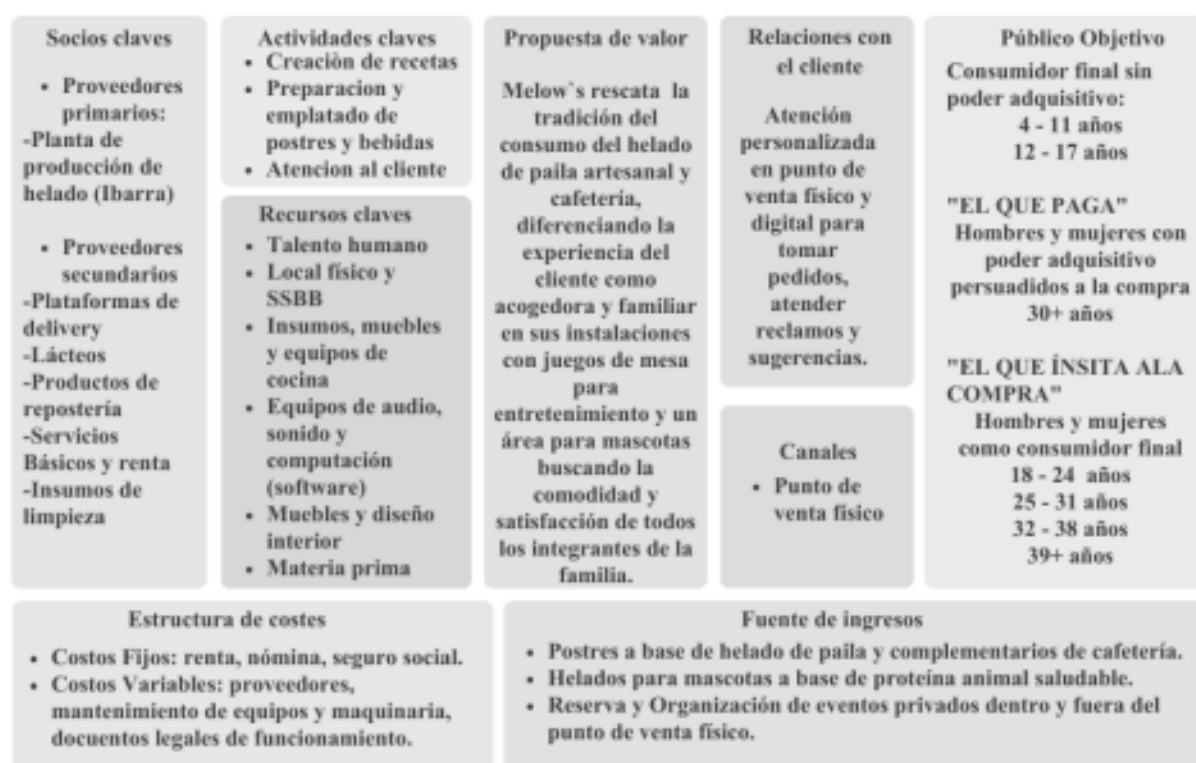 Socios claves
• Proveedores
primarios:
-Planta de
producción de
helado (Ibarra)
• Proveedores
secundarios
-Plataformas de
delivery
-Lácteos
-Productos de
repostería
-Servicios
Básicos y renta
-Insumos de
limpieza
Actividades claves
• Creaciòn de recetas
• Preparacion y
emplatado de
postres y bebidas
• Atencion al cliente
Recursos claves
• Talento humano
• Local físico y
SSBB
• Insumos, muebles
y equipos de
cocina
• Equipos de audio,
sonido y
computación
(software)
• Muebles y diseño
interior
• Materia prima
Propuesta de valor
Melow`s rescata la
tradición del
consumo del helado
de paila artesanal y
cafetería,
diferenciando la
experiencia del
cliente como
acogedora y familiar
en sus instalaciones
con juegos de mesa
para
entretenimiento y un
área para mascotas
buscando la
comodidad y
satisfacción de todos
los integrantes de la
familia.
Relaciones con
el cliente
Atención
personalizada
en punto de
venta físico y
digital para
tomar
pedidos,
atender
reclamos y
sugerencias.
Canales
• Punto de
venta físico
Público Objetivo
Consumidor final sin
poder adquisitivo:
4 - 11 años
12 - 17 años
"EL QUE PAGA"
Hombres y mujeres con
poder adquisitivo
persuadidos a la compra
30+ años
"EL QUE ÍNSITA ALA
COMPRA"
Hombres y mujeres
como consumidor final
18 - 24 años
25 - 31 años
32 - 38 años
39+ años
Estructura de costes
• Costos Fijos: renta, nómina, seguro social.
• Costos Variables: proveedores,
mantenimiento de equipos y maquinaria,
docuentos legales de funcionamiento.
Fuente de ingresos
• Postres a base de helado de paila y complementarios de cafetería.
• Helados para mascotas a base de proteína animal saludable.
• Reserva y Organización de eventos privados dentro y fuera del
punto de venta físico.